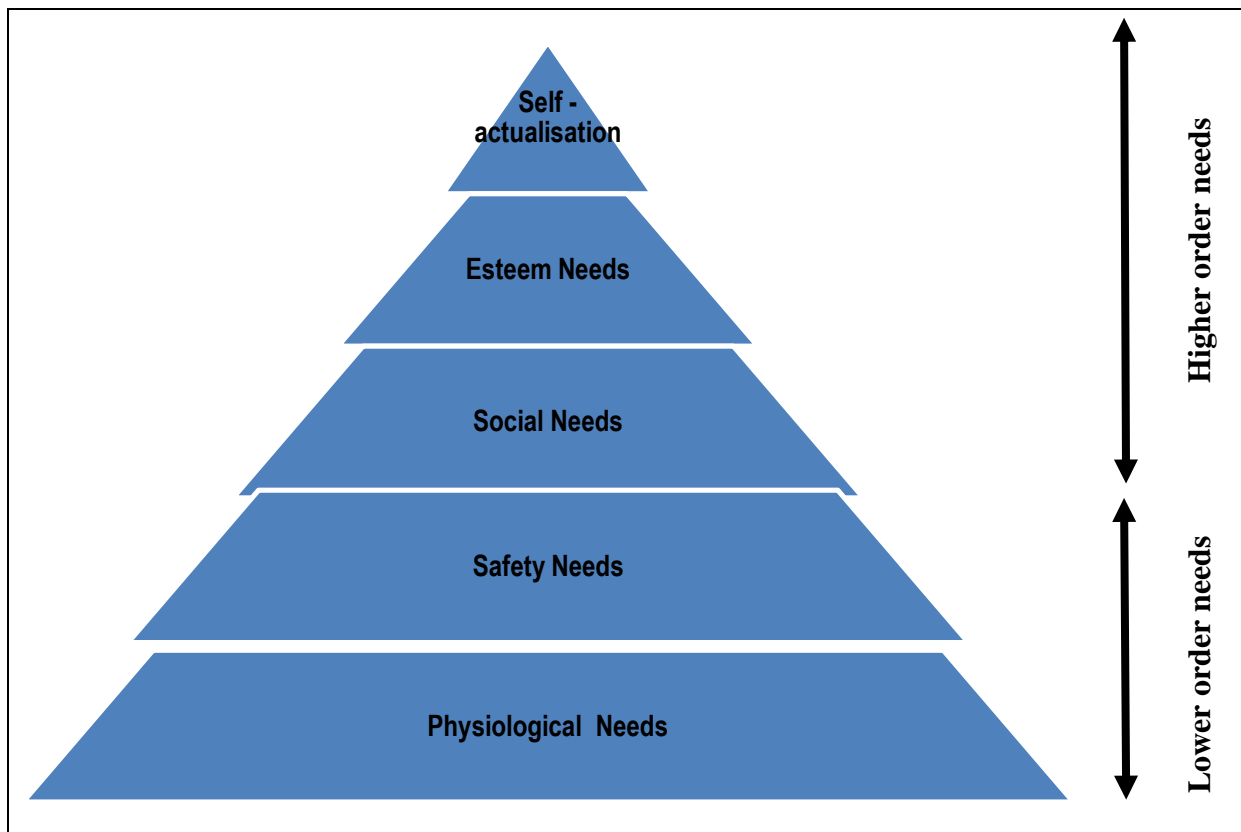 Self -
actualisation
Esteem Needs
Social Needs
Safety Needs
Physiological  Needs
Higher order needs
Lower order needs